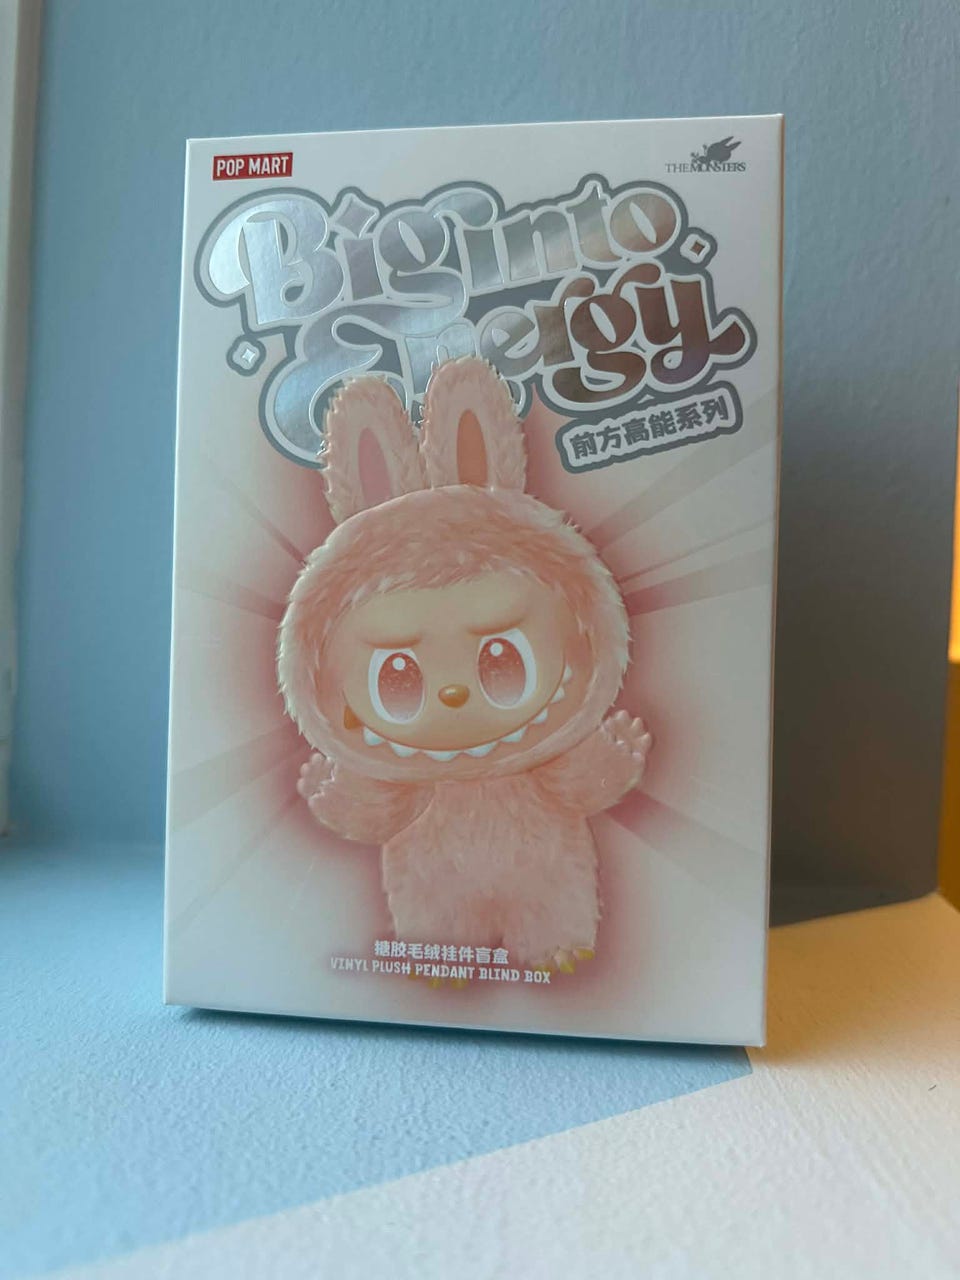 POP MART
THE MONSTERS
Big into
Energy
前方高能系列
搪胶毛绒挂件盲盒
VINYL PLUSH PENDANT BLIND BOX